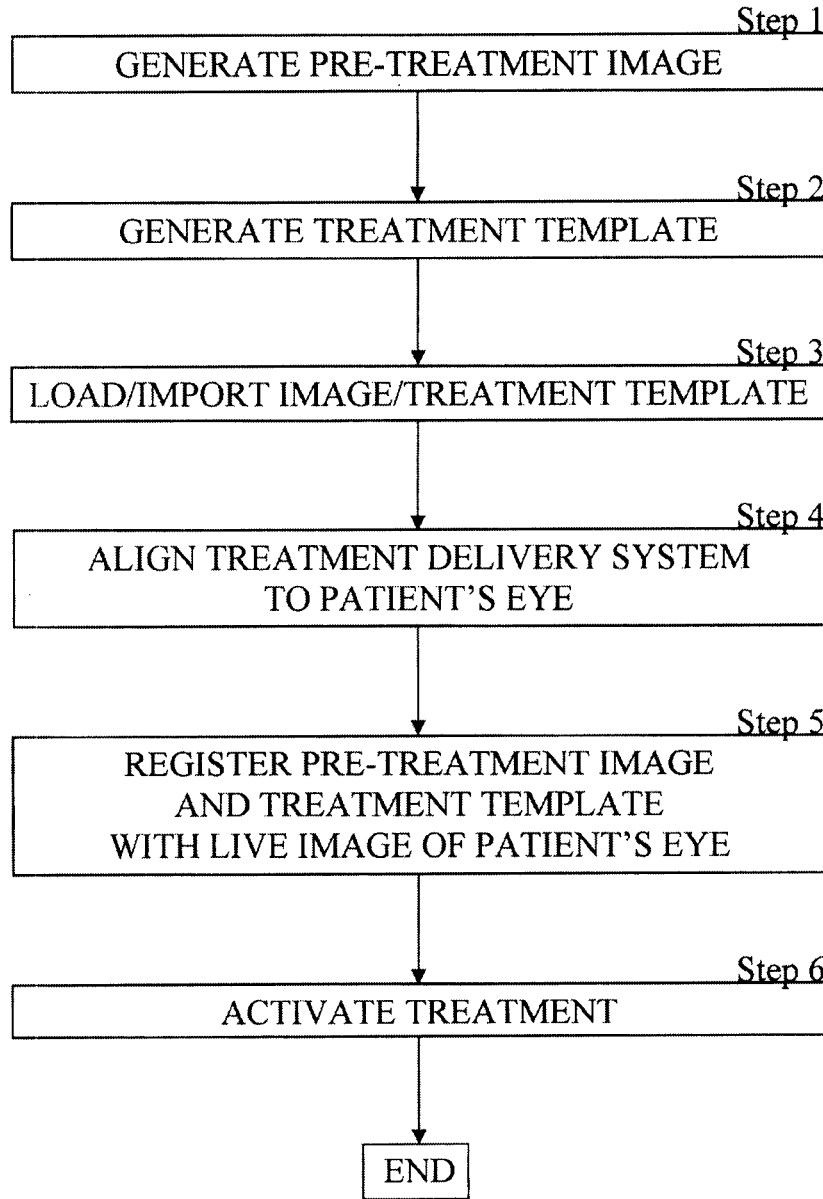 Step 1
GENERATE PRE-TREATMENT IMAGE
Step 2
GENERATE TREATMENT TEMPLATE
Step 3
LOAD/IMPORT IMAGE/TREATMENT TEMPLATE
Step 4
ALIGN TREATMENT DELIVERY SYSTEM
TO PATIENT'S EYE
Step 5
REGISTER PRE-TREATMENT IMAGE
AND TREATMENT TEMPLATE
WITH LIVE IMAGE OF PATIENT'S EYE
Step 6
ACTIVATE TREATMENT
END